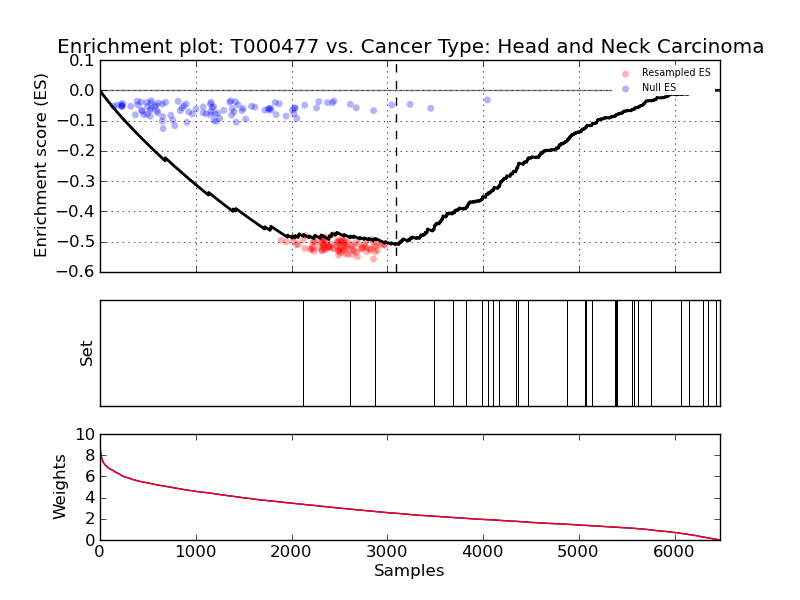 Enrichment plot: T000477 vs. Cancer Type: Head and Neck Carcinoma
Enrichment score (ES)
0.1
0.0
−0.1
−0.2
−0.3
−0.4
−0.5
−0.6
Resampled ES
Null ES
Set
Weights
10
8
6
4
2
0
0 1000 2000 3000 4000 5000 6000
Samples